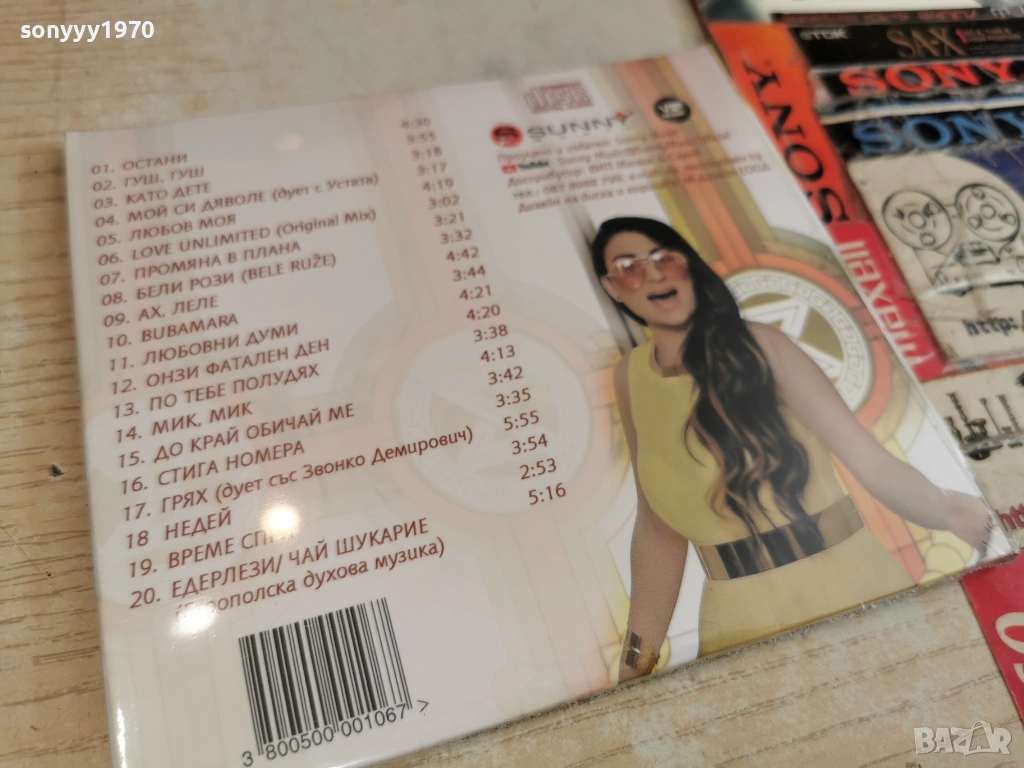 sonyyy1970
01. ОСТАНИ 4:30
02. ГУШ, ГУШ 3:55
03. КАТО ДЕТЕ 3:18
04. МОЙ СИ ДЯВОЛЕ (дует с Устата) 3:17
05. ЛЮБОВ МОЯ 4:19
06. LOVE UNLIMITED (Original Mix) 3:02
07. ПРОМЯНА В ПЛАНА 3:21
08. БЕЛИ РОЗИ (BELE RUŽE) 3:32
09. АХ, ЛЕЛЕ 4:42
10. BUBAMARA 3:44
11. ЛЮБОВНИ ДУМИ 4:21
12. ОНЗИ ФАТАЛЕН ДЕН 4:20
13. ПО ТЕБЕ ПОЛУДЯХ 3:38
14. МИК, МИК 4:13
15. ДО КРАЙ ОБИЧАЙ МЕ 3:42
16. СТИГА НОМЕРА 3:35
17. ГРЯХ (дует със Звонко Демирович) 5:55
18 НЕДЕЙ 3:54
19. ВРЕМЕ СПРИ 2:53
20. ЕДЕРЛЕЗИ/ ЧАЙ ШУКАРИЕ 5:16
духова музика)
3 800500 001067 >
SUNNY
TDK
SA-X
SONY
SONY
SONY
maxell
http:/
BAZAR